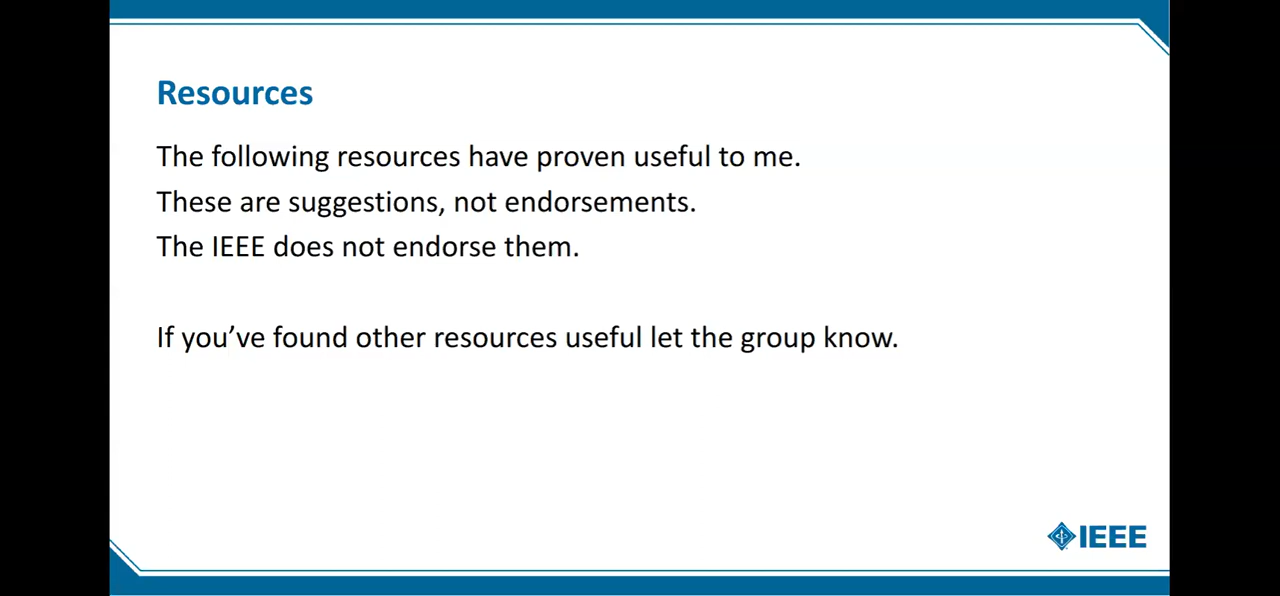 Resources
The following resources have proven useful to me.
These are suggestions, not endorsements.
The IEEE does not endorse them.
If you’ve found other resources useful let the group know.
IEEE